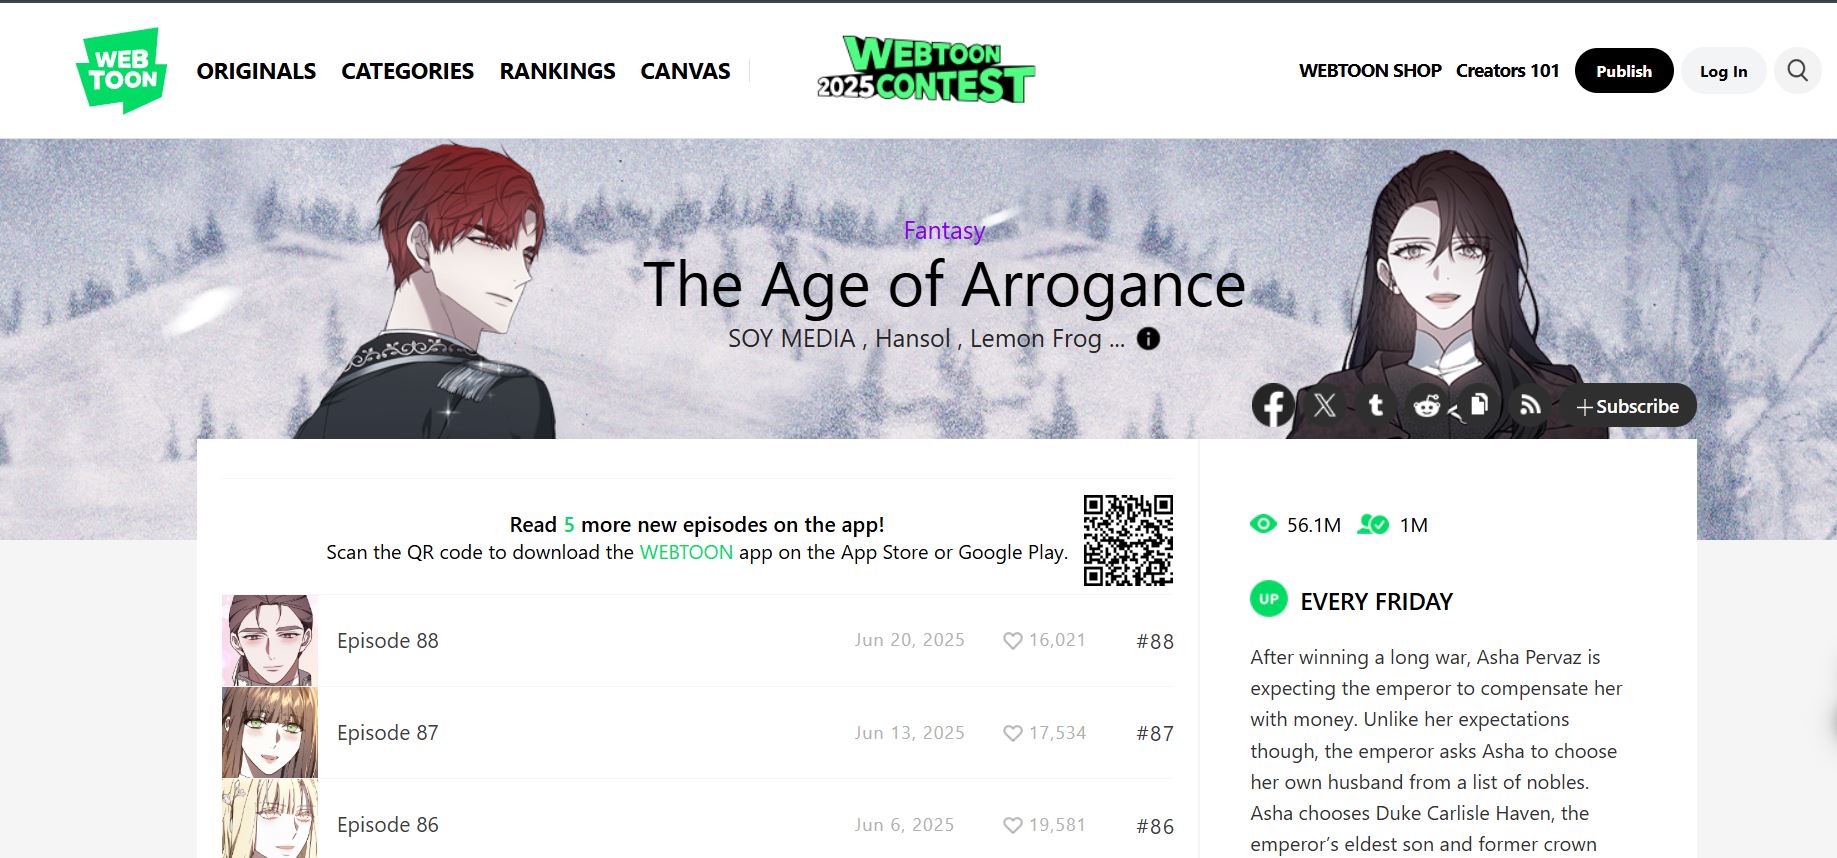 WEB
TOON
ORIGINALS
CATEGORIES
RANKINGS
CANVAS
WEBTOON
2025 CONTEST
WEBTOON SHOP
Creators 101
Publish
Log In
Fantasy
The Age of Arrogance
SOY MEDIA , Hansol , Lemon Frog ...
+ Subscribe
Read 5 more new episodes on the app!
Scan the QR code to download the WEBTOON app on the App Store or Google Play.
Episode 88 Jun 20, 2025 16,021 #88
Episode 87 Jun 13, 2025 17,534 #87
Episode 86 Jun 6, 2025 19,581 #86
56.1M 1M
UP EVERY FRIDAY
After winning a long war, Asha Pervaz is
expecting the emperor to compensate her
with money. Unlike her expectations
though, the emperor asks Asha to choose
her own husband from a list of nobles.
Asha chooses Duke Carlisle Haven, the
emperor’s eldest son and former crown